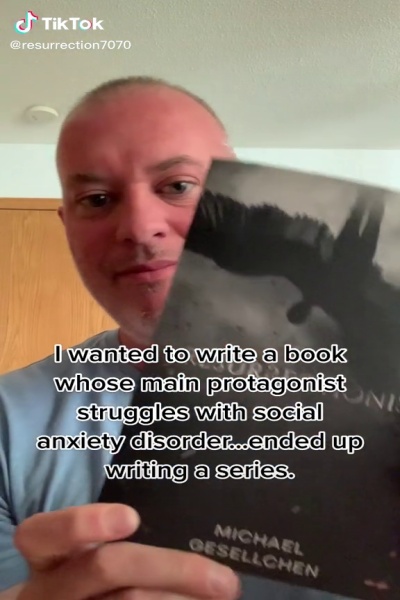 TikTok
@resurrection7070
I wanted to write a book
whose main protagonist
struggles with social
anxiety disorder...ended up
writing a series.
MICHAEL
GESELLCHEN